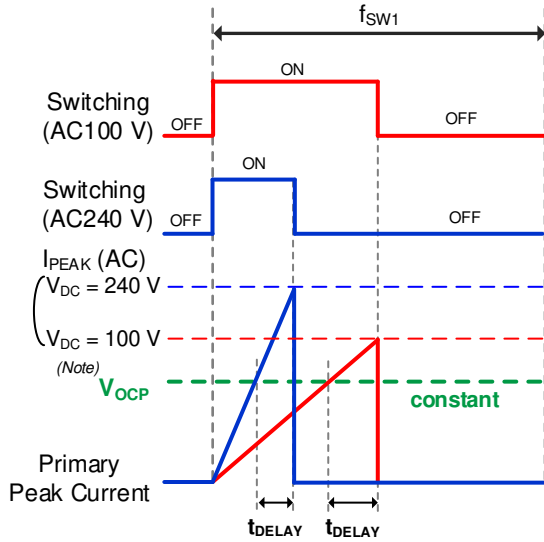 fSW1
ON
Switching
(AC100 V)
OFF
OFF
ON
Switching
(AC240 V)
OFF
OFF
IPEAK (AC)
VDC = 240 V
VDC = 100 V
(Note)
VOCP
constant
Primary
Peak Current
tDELAY
tDELAY